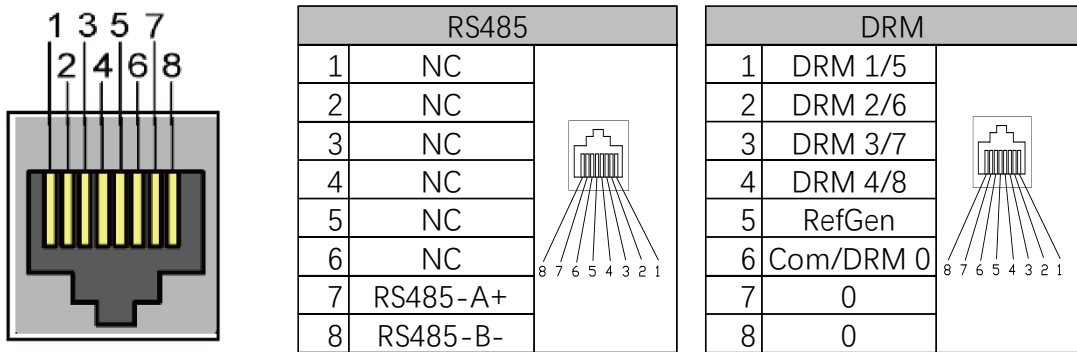 1 3 5 7
2 4 6 8
RS485
1 NC
2 NC
3 NC
4 NC
5 NC
6 NC
7 RS485-A+
8 RS485-B-
8 7 6 5 4 3 2 1
DRM
1 DRM 1/5
2 DRM 2/6
3 DRM 3/7
4 DRM 4/8
5 RefGen
6 Com/DRM 0
7 0
8 0
8 7 6 5 4 3 2 1